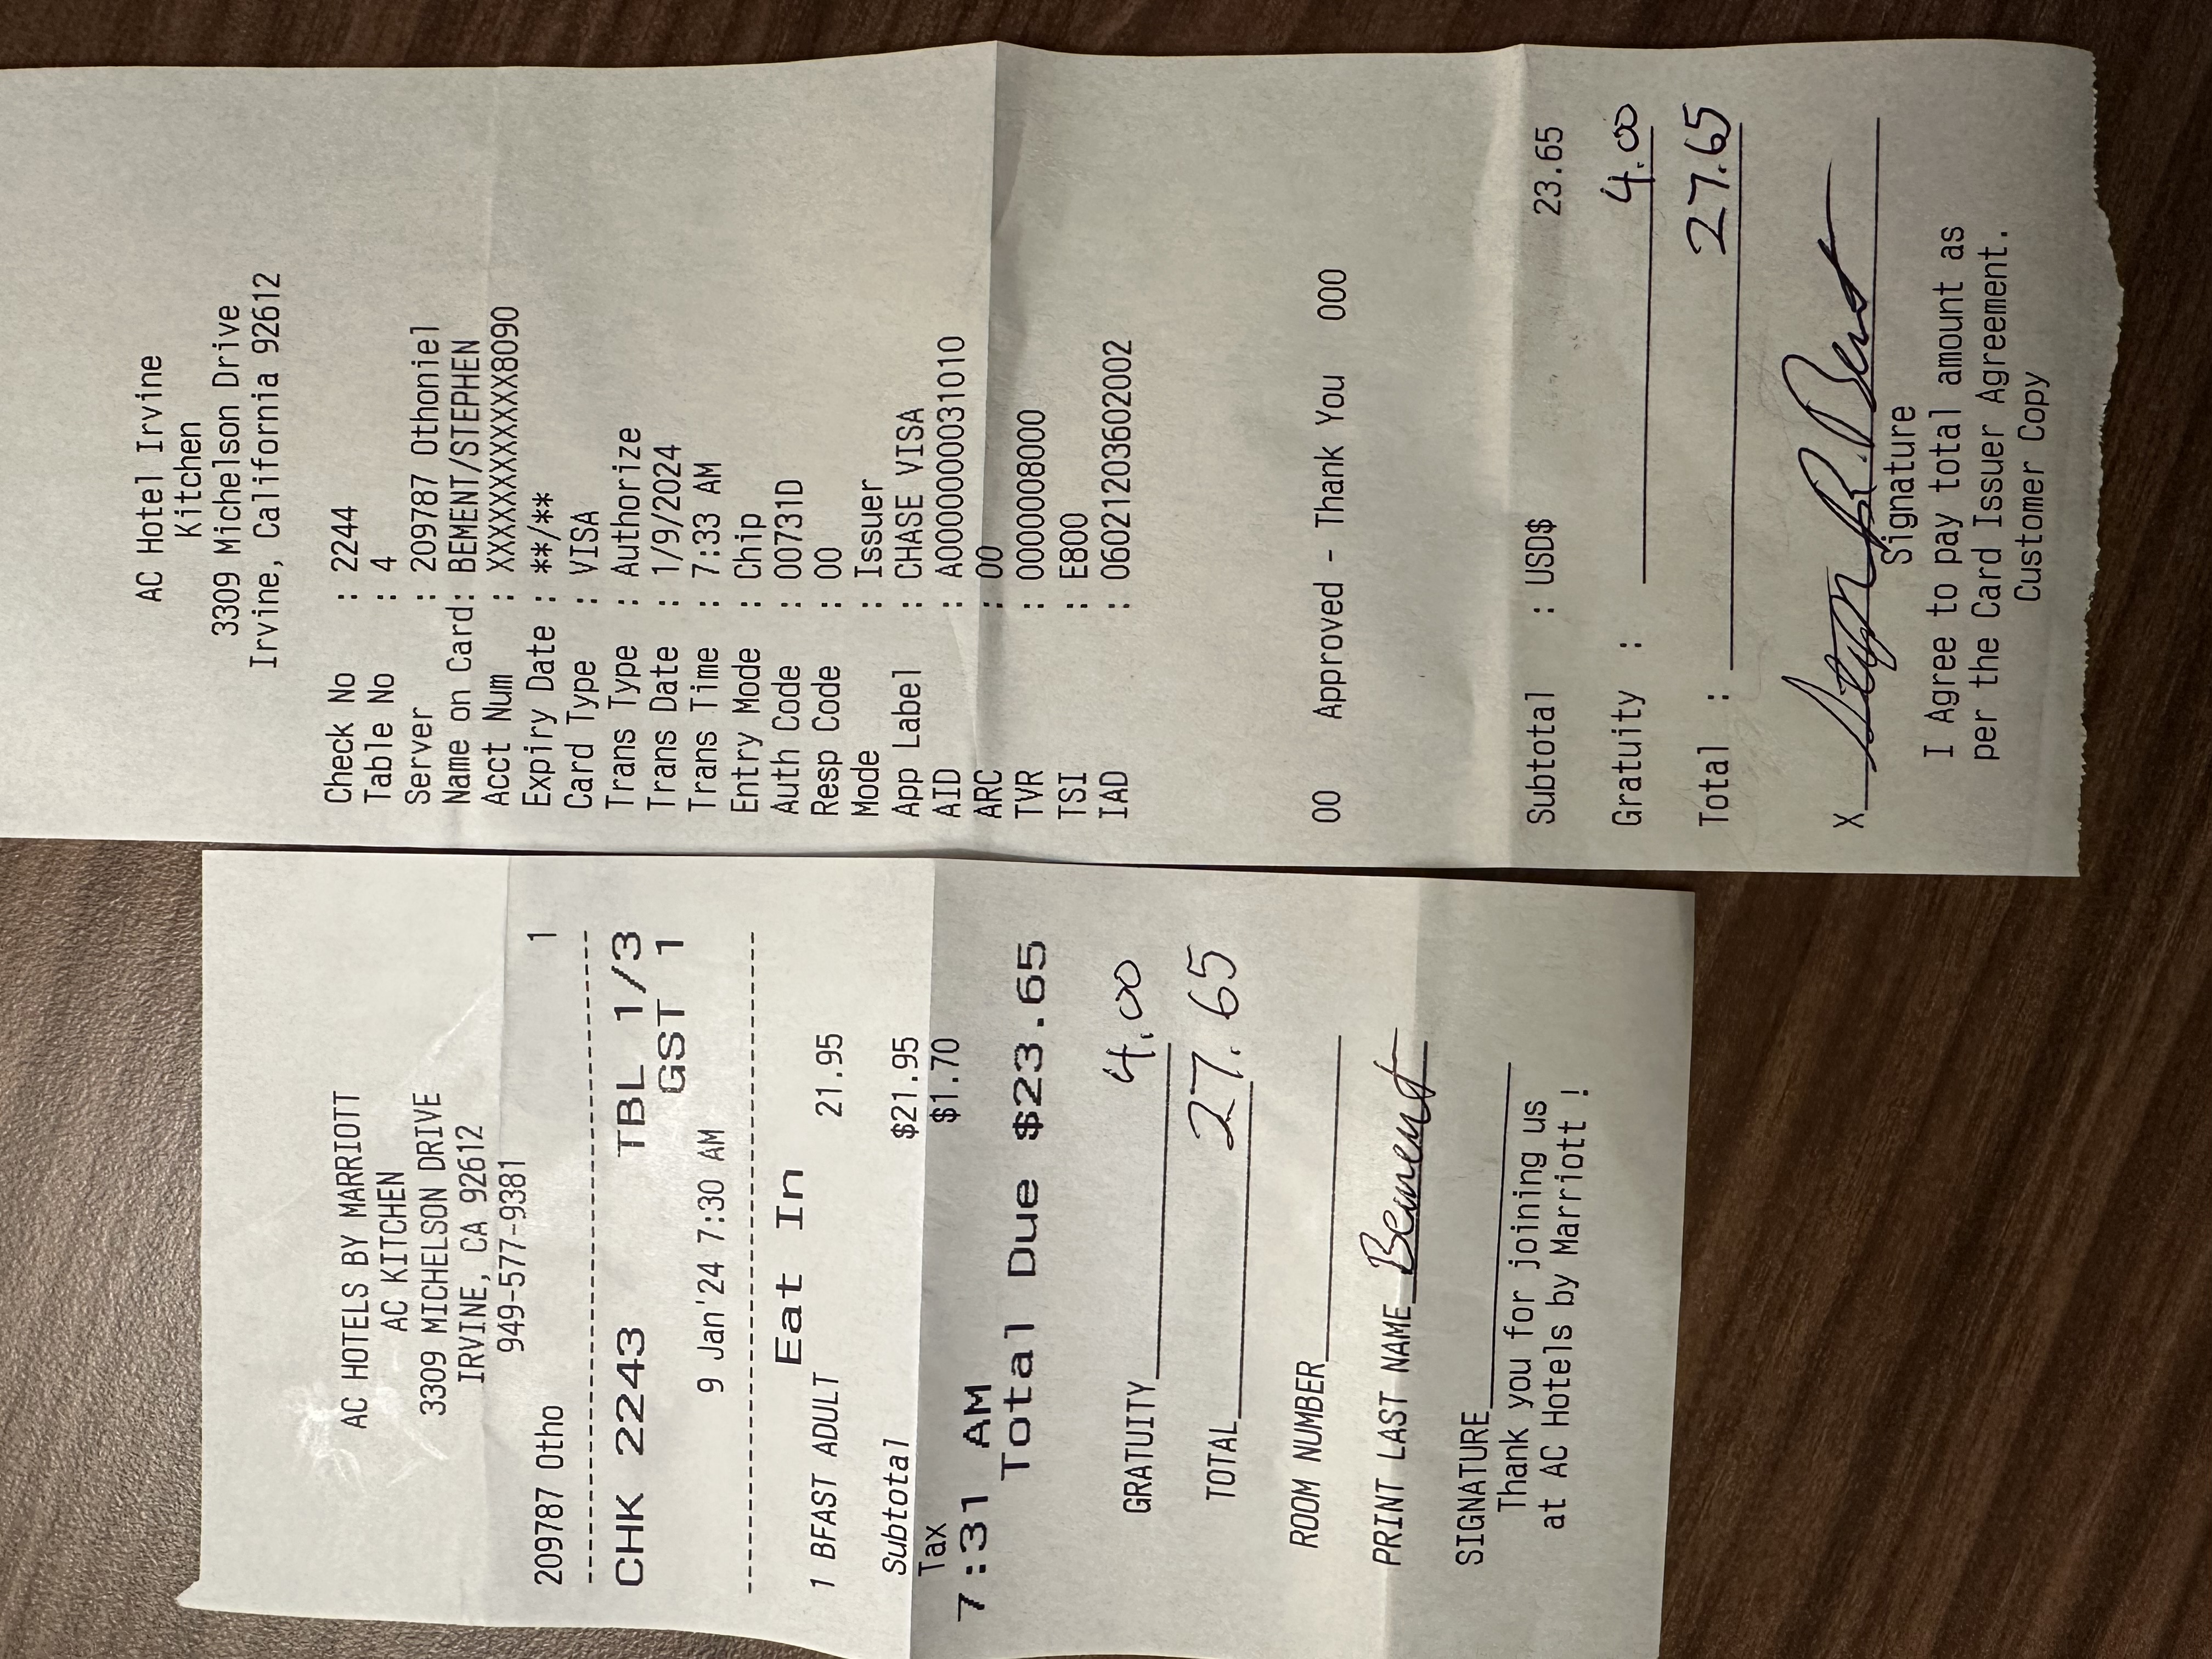 AC HOTELS BY MARRIOTT
AC KITCHEN
3309 MICHELSON DRIVE
IRVINE, CA 92612
949-577-9381
209787 Otho 1
CHK 2243 TBL 1/3
GST 1
9 Jan'24 7:30 AM
Eat In
1 BFAST ADULT 21.95
Subtotal $21.95
Tax $1.70
7:31 AM
Total Due $23.65
GRATUITY 4.00
TOTAL 27.65
ROOM NUMBER
PRINT LAST NAME Bement
SIGNATURE
Thank you for joining us
at AC Hotels by Marriott !
AC Hotel Irvine
Kitchen
3309 Michelson Drive
Irvine, California 92612
Check No : 2244
Table No : 4
Server : 209787 Othoniel
Name on Card: BEMENT/STEPHEN
Acct Num : XXXXXXXXXXXX8090
Expiry Date : **/**
Card Type : VISA
Trans Type : Authorize
Trans Date : 1/9/2024
Trans Time : 7:33 AM
Entry Mode : Chip
Auth Code : 00731D
Resp Code : 00
Mode : Issuer
App Label : CHASE VISA
AID : A0000000031010
ARC : 00
TVR : 0000008000
TSI : E800
IAD : 06021203602002
00 Approved - Thank You 000
Subtotal : USD$ 23.65
Gratuity : 4.00
Total : 27.65
X Stephen R. Bement
Signature
I Agree to pay total amount as
per the Card Issuer Agreement.
Customer Copy